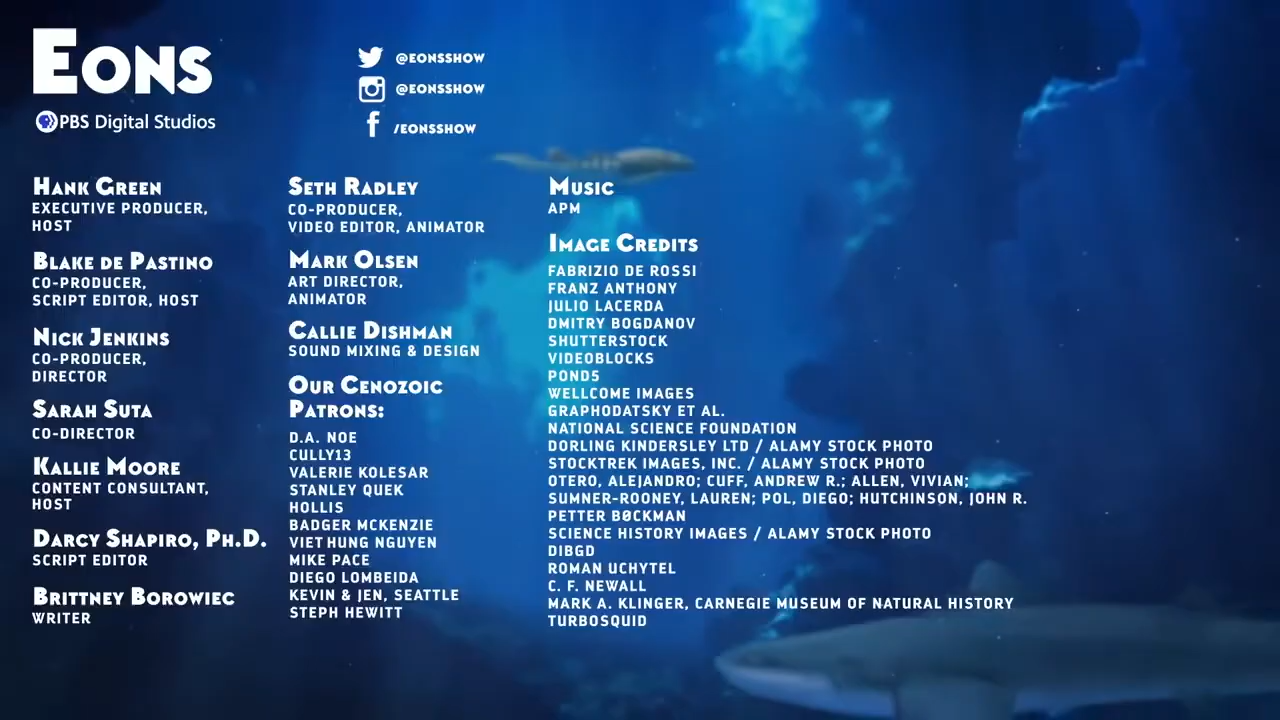 EONS
PBS Digital Studios
@EONSSHOW
@EONSSHOW
/EONSSHOW
HANK GREEN
EXECUTIVE PRODUCER,
HOST
BLAKE DE PASTINO
CO-PRODUCER,
SCRIPT EDITOR, HOST
NICK JENKINS
CO-PRODUCER,
DIRECTOR
SARAH SUTA
CO-DIRECTOR
KALLIE MOORE
CONTENT CONSULTANT,
HOST
DARCY SHAPIRO, PH.D.
SCRIPT EDITOR
BRITTNEY BOROWIEC
WRITER
SETH RADLEY
CO-PRODUCER,
VIDEO EDITOR, ANIMATOR
MARK OLSEN
ART DIRECTOR,
ANIMATOR
CALLIE DISHMAN
SOUND MIXING & DESIGN
OUR CENOZOIC
PATRONS:
D.A. NOE
CULLY13
VALERIE KOLESAR
STANLEY QUEK
HOLLIS
BADGER MCKENZIE
VIET HUNG NGUYEN
MIKE PACE
DIEGO LOMBEIDA
KEVIN & JEN, SEATTLE
STEPH HEWITT
MUSIC
APM
IMAGE CREDITS
FABRIZIO DE ROSSI
FRANZ ANTHONY
JULIO LACERDA
DMITRY BOGDANOV
SHUTTERSTOCK
VIDEOBLOCKS
POND5
WELLCOME IMAGES
GRAPHODATSKY ET AL.
NATIONAL SCIENCE FOUNDATION
DORLING KINDERSLEY LTD / ALAMY STOCK PHOTO
STOCKTREK IMAGES, INC. / ALAMY STOCK PHOTO
OTERO, ALEJANDRO; CUFF, ANDREW R.; ALLEN, VIVIAN;
SUMNER-ROONEY, LAUREN; POL, DIEGO; HUTCHINSON, JOHN R.
PETTER BØCKMAN
SCIENCE HISTORY IMAGES / ALAMY STOCK PHOTO
DIBGD
ROMAN UCHYTEL
C. F. NEWALL
MARK A. KLINGER, CARNEGIE MUSEUM OF NATURAL HISTORY
TURBOSQUID